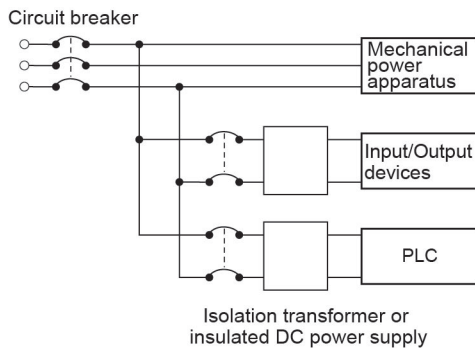 Circuit breaker
Mechanical
power
apparatus
Input/Output
devices
PLC
Isolation transformer or
insulated DC power supply